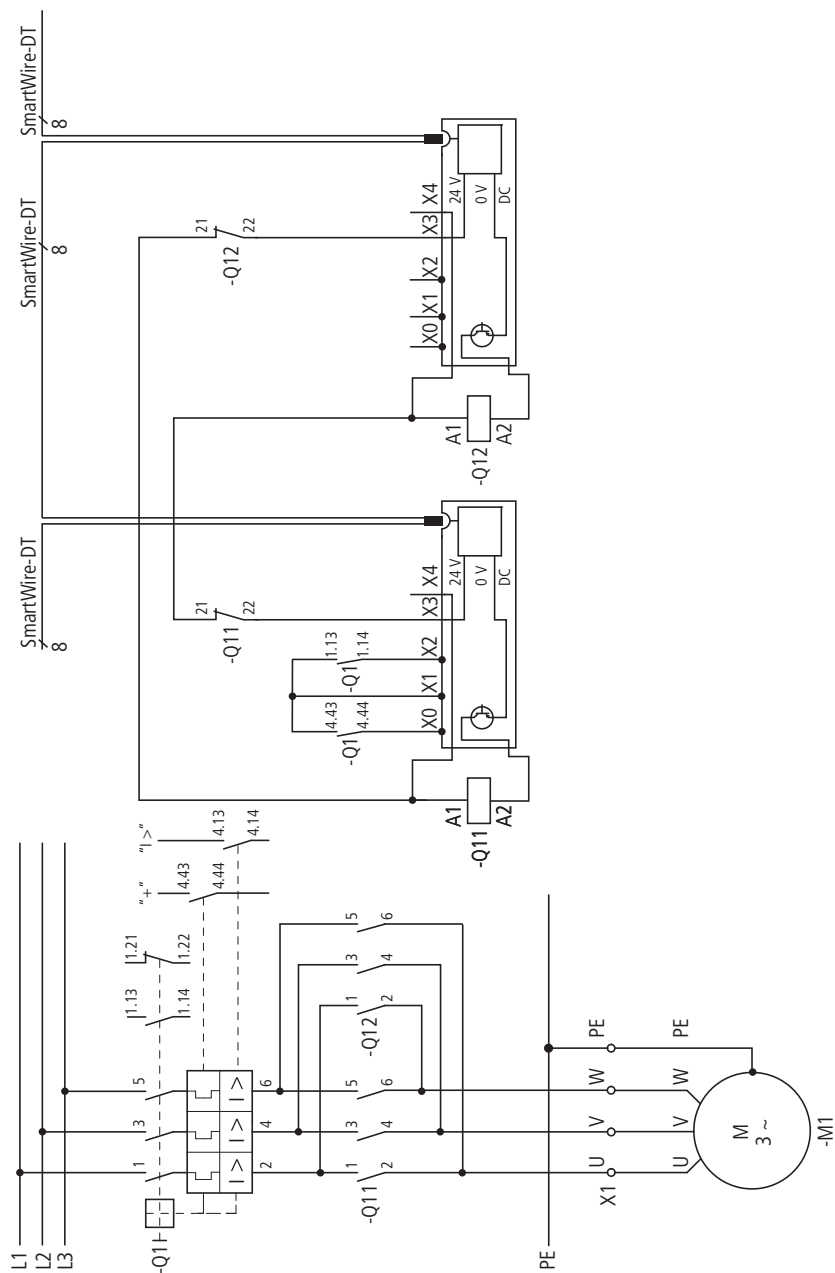 SmartWire-DT
8
SmartWire-DT
8
SmartWire-DT
8
21
22
-Q12
21
22
-Q11
X0
X1
X2
X3
X4
24 V
0 V
DC
A1
A2
-Q12
1.13
1.14
-Q1
4.43
4.44
-Q1
X0
X1
X2
X3
X4
24 V
0 V
DC
A1
A2
-Q11
L1
L2
L3
-Q1
1
3
5
1.13
1.14
1.21
1.22
"+"
4.43
4.44
"I >"
4.13
4.14
I >
I >
I >
2
4
6
-Q11
1
2
3
4
5
6
-Q12
1
2
3
4
5
6
PE
X1
U
V
W
PE
U
V
W
PE
M
3 ~
-M1